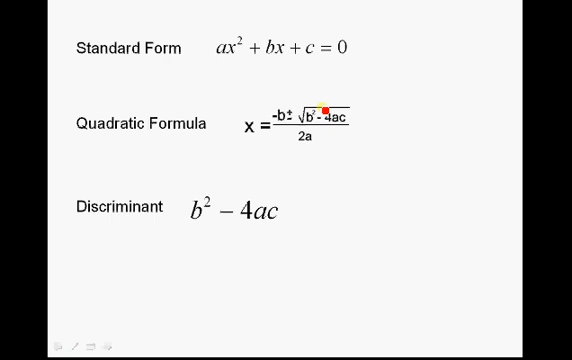 Standard Form ax² + bx + c = 0
Quadratic Formula x = -b± √b²- 4ac
2a
Discriminant b² − 4ac